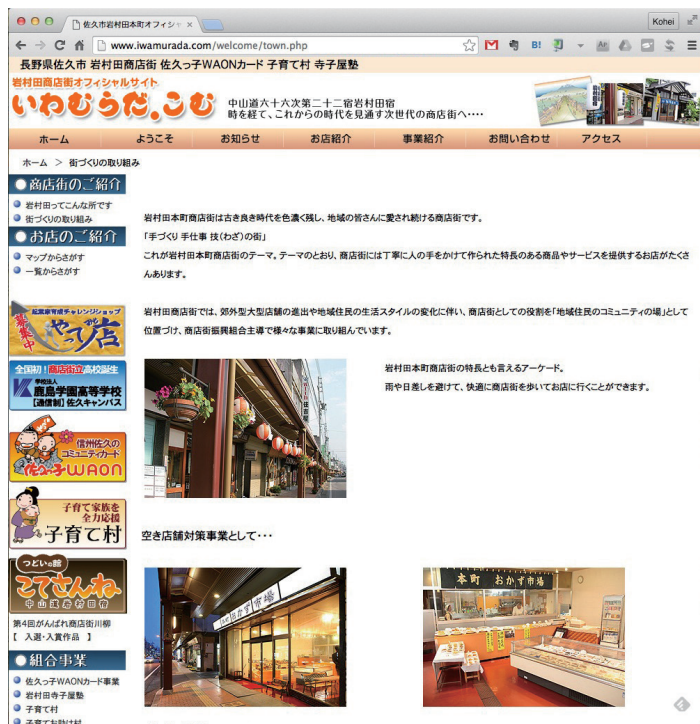 佐久市岩村田本町オフィシャ ×
Kohei
www.iwamurada.com/welcome/town.php
長野県佐久市 岩村田商店街 佐久っ子WAONカード 子育て村 寺子屋塾
岩村田商店街オフィシャルサイト
いわむらだ.こむ
中山道六十六次第二十二宿岩村田宿
時を経て、これからの時代を見通す次世代の商店街へ‥‥
ホーム ようこそ お知らせ お店紹介 事業紹介 お問い合わせ アクセス
ホーム > 街づくりの取り組み
商店街のご紹介
岩村田ってこんな所です
街づくりの取り組み
お店のご紹介
マップからさがす
一覧からさがす
起業家育成チャレンジショップ
募集中
やって店
全国初!商店街立高校誕生
学校法人
鹿島学園高等学校
【通信制】佐久キャンパス
信州佐久の
コミュニティカード
佐久っ子WAON
子育て家族を
全力応援
子育て村
つどいの館
こてさんね
中山道岩村田宿
第4回がんばれ商店街川柳
【 入選・入賞作品 】
組合事業
佐久っ子WAONカード事業
岩村田寺子屋塾
子育て村
子育てお助け村
岩村田本町商店街は古き良き時代を色濃く残し、地域の皆さんに愛され続ける商店街です。
「手づくり 手仕事 技(わざ)の街」
これが岩村田本町商店街のテーマ。テーマのとおり、商店街には丁寧に人の手をかけて作られた特長のある商品やサービスを提供するお店がたくさ
んあります。
岩村田商店街では、郊外型大型店舗の進出や地域住民の生活スタイルの変化に伴い、商店街としての役割を「地域住民のコミュニティの場」として
位置づけ、商店街振興組合主導で様々な事業に取り組んでいます。
岩村田本町商店街の特長とも言えるアーケード。
雨や日差しを避けて、快適に商店街を歩いてお店に行くことができます。
空き店舗対策事業として・・・
おかず市場
本町 おかず市場